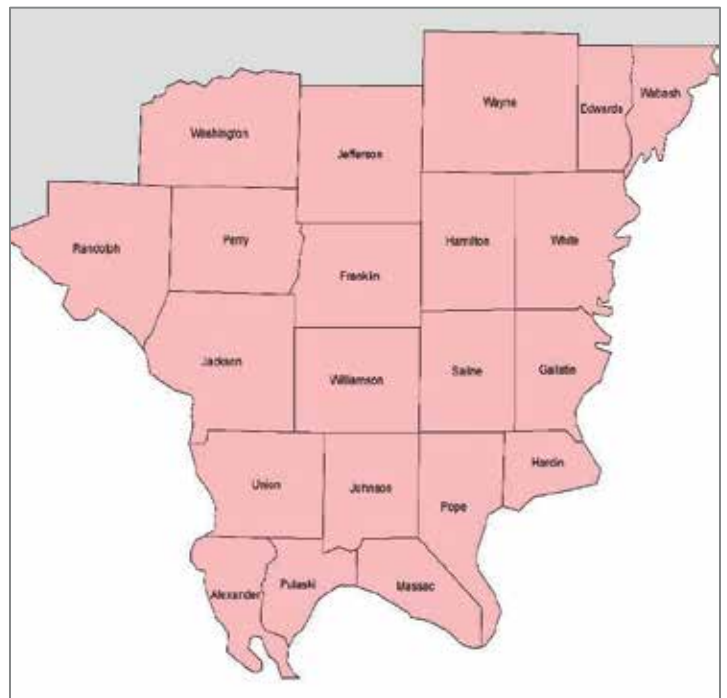 Wayne
Edwards
Wabash
Washington
Jefferson
Randolph
Perry
Hamilton
White
Franklin
Jackson
Williamson
Saline
Gallatin
Union
Johnson
Pope
Hardin
Alexander
Pulaski
Massac